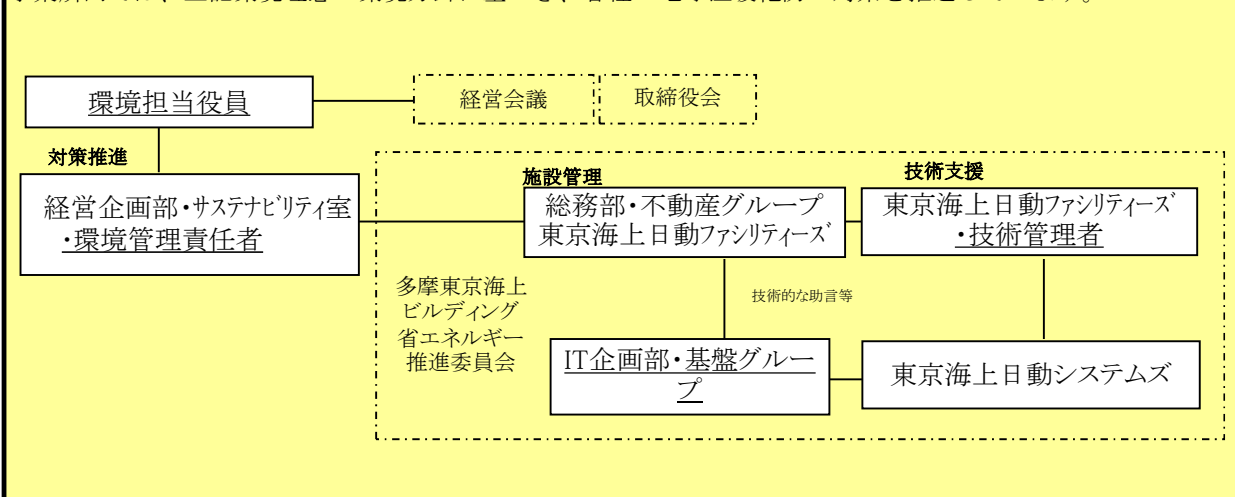 環境担当役員
経営会議
取締役会
対策推進
経営企画部・サステナビリティ室
・環境管理責任者
施設管理
総務部・不動産グループ
東京海上日動ファシリティーズ
技術支援
東京海上日動ファシリティーズ
・技術管理者
多摩東京海上
ビルディング
省エネルギー
推進委員会
技術的な助言等
IT企画部・基盤グルー
プ
東京海上日動システムズ